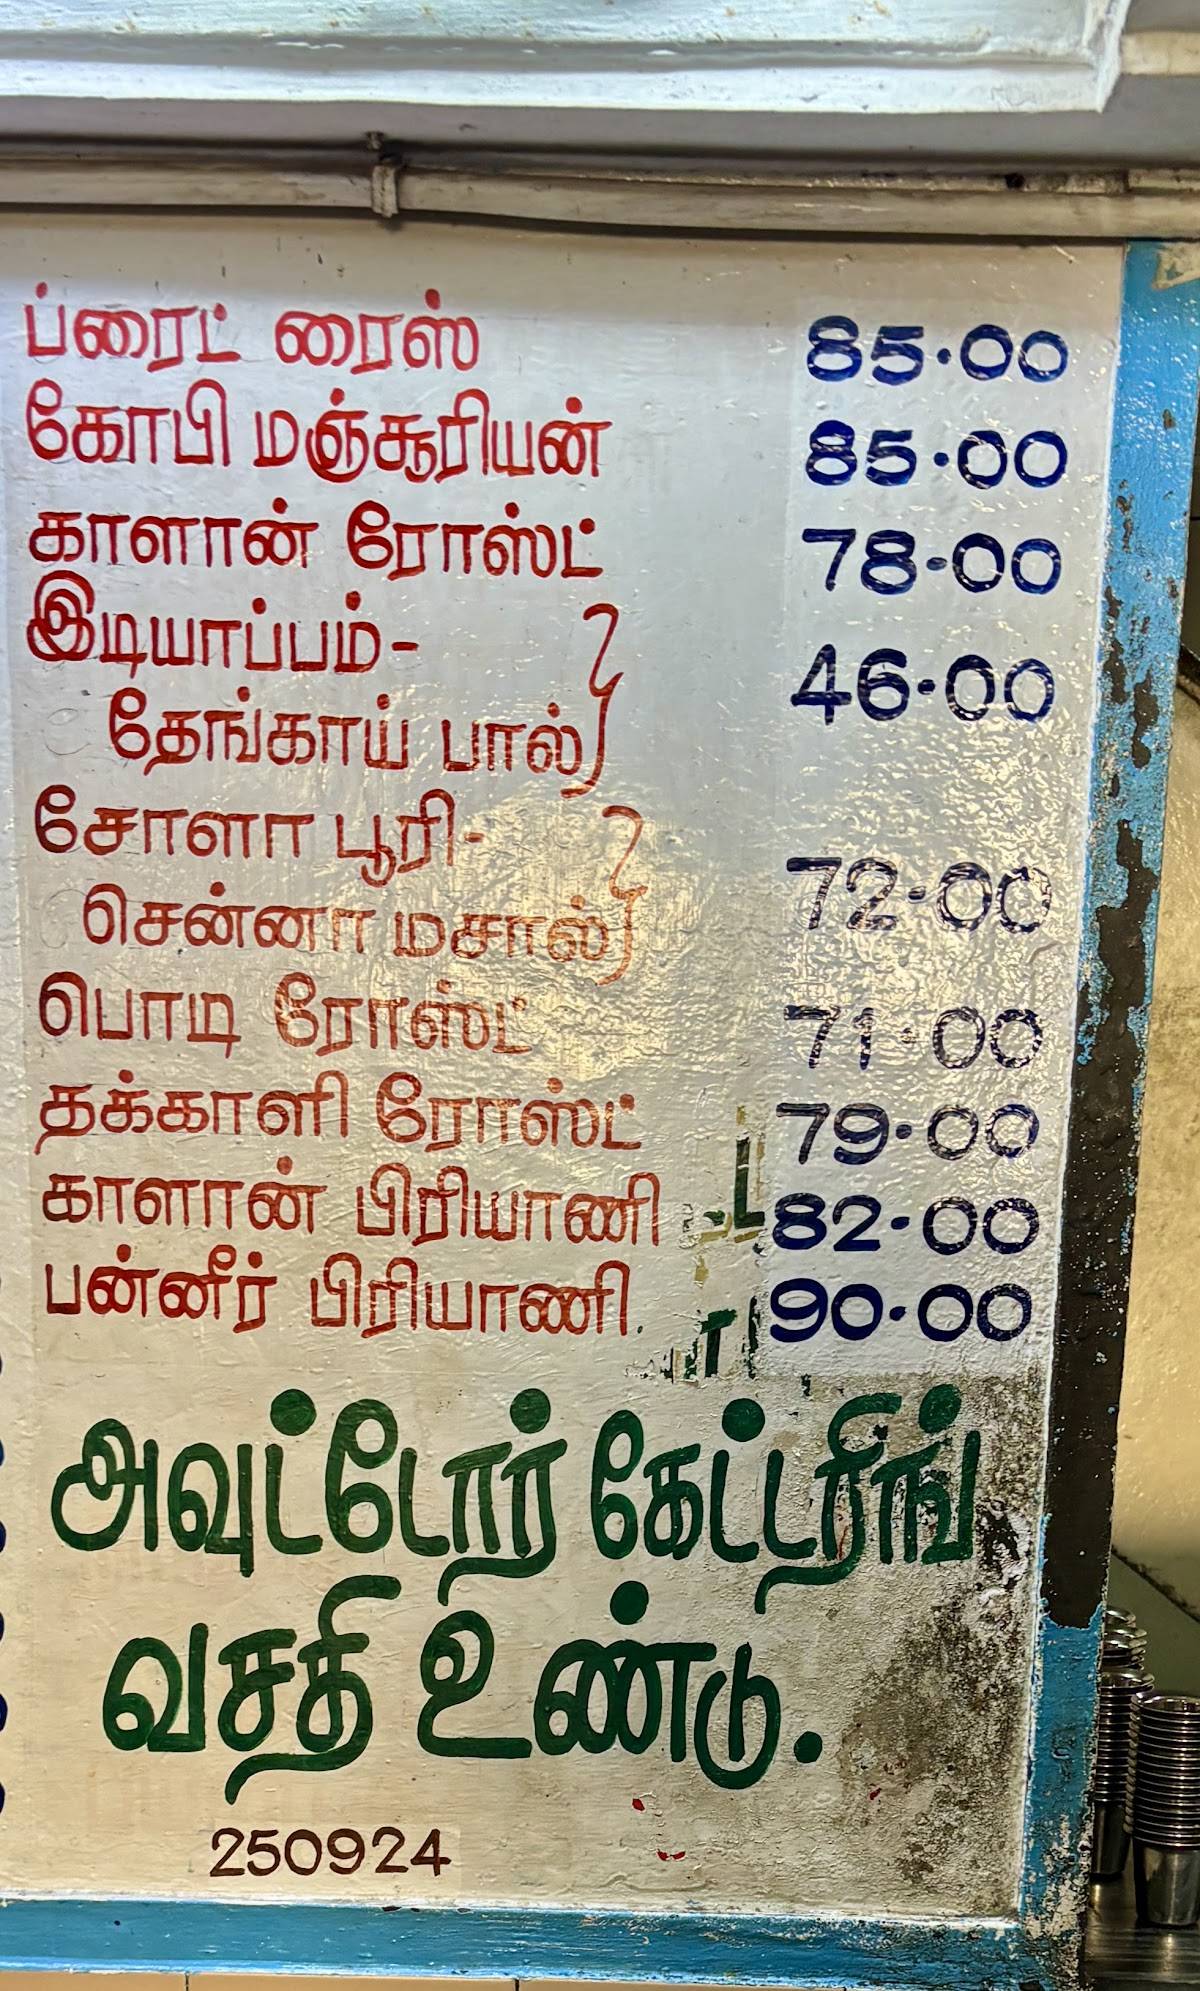 ப்ரைட் ரைஸ் 85.00
கோபி மஞ்சூரியன் 85.00
காளான் ரோஸ்ட் 78.00
இடியாப்பம்-
தேங்காய் பால் 46.00
சோளா பூரி-
சென்னா மசால் 72.00
பொடி ரோஸ்ட் 71.00
தக்காளி ரோஸ்ட் 79.00
காளான் பிரியாணி 82.00
பன்னீர் பிரியாணி. 90.00
அவுட்டோர் கேட்டரிங்
வசதி உண்டு.
250924